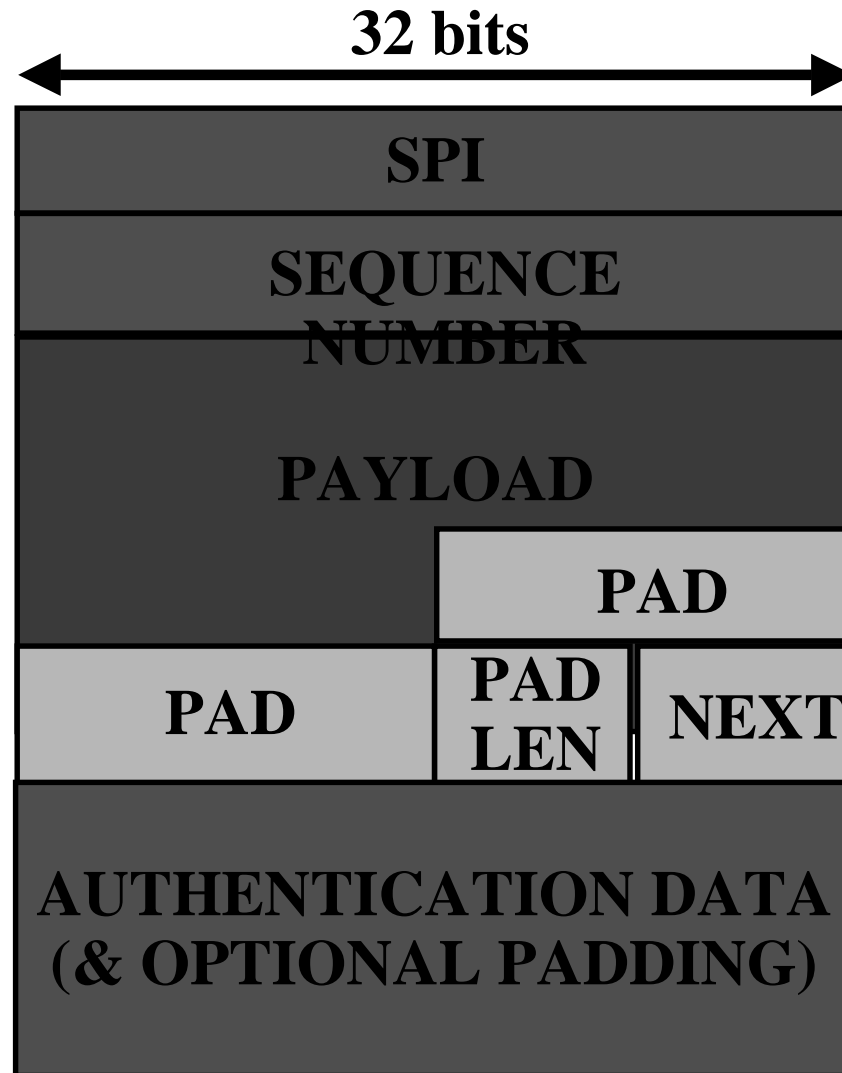 32 bits
SPI
SEQUENCE
NUMBER
PAYLOAD
PAD
PAD
PAD
LEN
NEXT
AUTHENTICATION DATA
(& OPTIONAL PADDING)